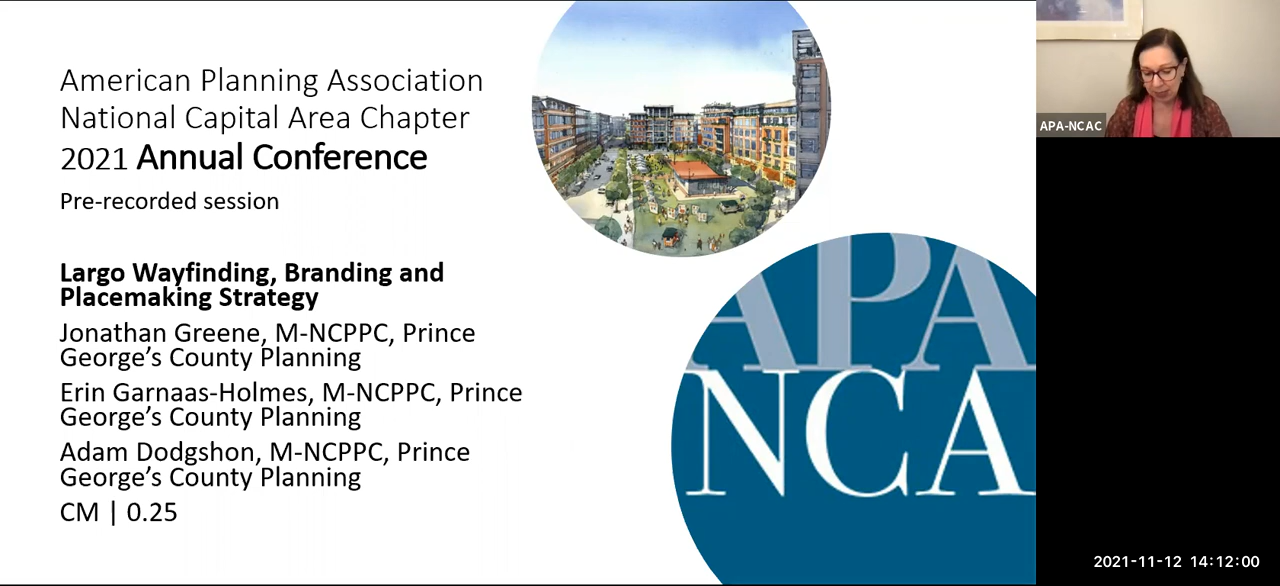 American Planning Association
National Capital Area Chapter
2021 Annual Conference
Pre-recorded session
Largo Wayfinding, Branding and
Placemaking Strategy
Jonathan Greene, M-NCPPC, Prince
George’s County Planning
Erin Garnaas-Holmes, M-NCPPC, Prince
George’s County Planning
Adam Dodgshon, M-NCPPC, Prince
George’s County Planning
CM | 0.25
APA
NCA
APA-NCAC
2021-11-12 14:12:00